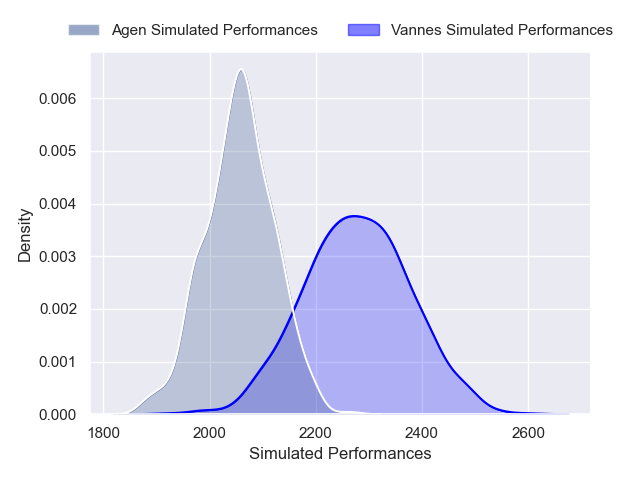 Agen Simulated Performances Vannes Simulated Performances
0.006
0.005
0.004
0.003
0.002
0.001
0.000
Density
1800 2000 2200 2400 2600
Simulated Performances